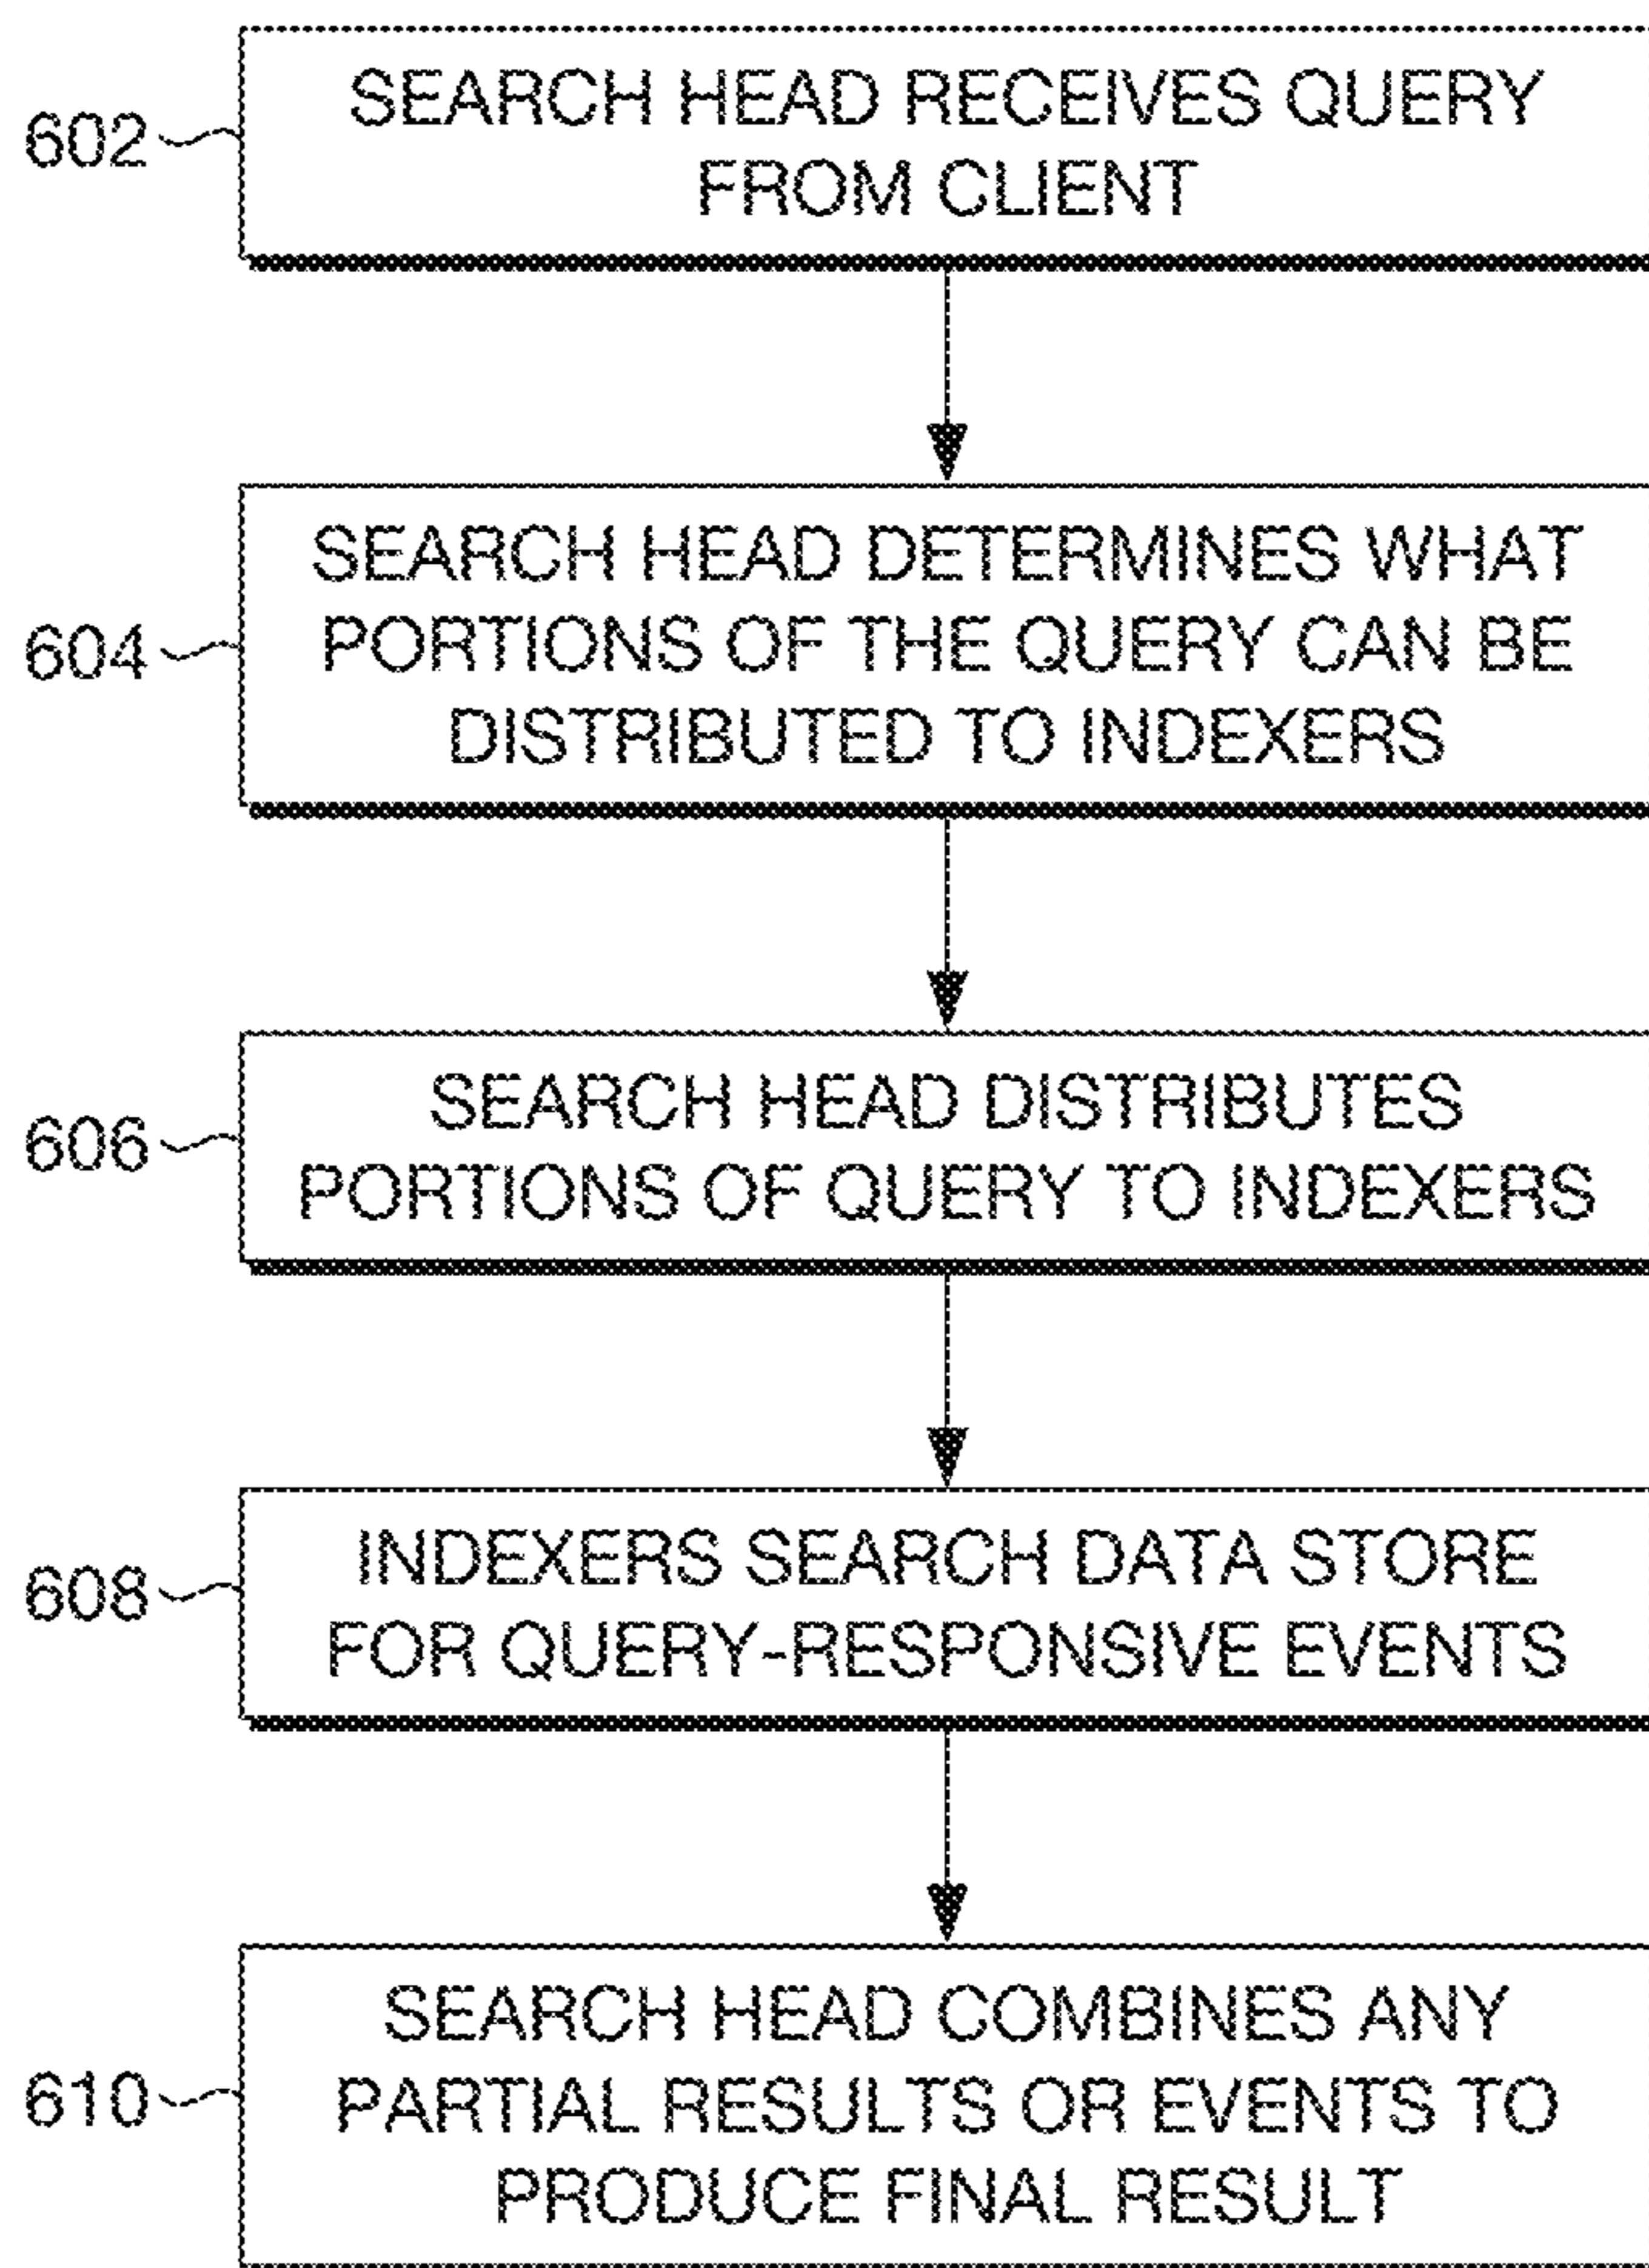 602
SEARCH HEAD RECEIVES QUERY
FROM CLIENT
604
SEARCH HEAD DETERMINES WHAT
PORTIONS OF THE QUERY CAN BE
DISTRIBUTED TO INDEXERS
606
SEARCH HEAD DISTRIBUTES
PORTIONS OF QUERY TO INDEXERS
608
INDEXERS SEARCH DATA STORE
FOR QUERY-RESPONSIVE EVENTS
610
SEARCH HEAD COMBINES ANY
PARTIAL RESULTS OR EVENTS TO
PRODUCE FINAL RESULT